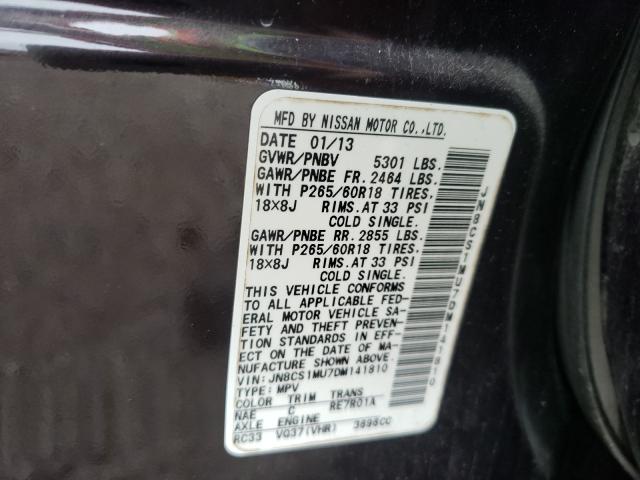 MFD BY NISSAN MOTOR CO.,LTD.
DATE 01/13
GVWR/PNBV 5301 LBS.
GAWR/PNBE FR. 2464 LBS.
WITH P265/60R18 TIRES.
18X8J RIMS.AT 33 PSI
COLD SINGLE.
GAWR/PNBE RR. 2855 LBS.
WITH P265/60R18 TIRES.
18X8J RIMS.AT 33 PSI
COLD SINGLE.
THIS VEHICLE CONFORMS
TO ALL APPLICABLE FED-
ERAL MOTOR VEHICLE SA-
FETY AND THEFT PREVEN-
TION STANDARDS IN EFF-
ECT ON THE DATE OF MA-
NUFACTURE SHOWN ABOVE.
VIN: JN8CS1MU7DM141810
TYPE: MPV
COLOR TRIM TRANS
NAE C RE7R01A
AXLE ENGINE
RC33 VQ37(VHR) 3696CC
JN8CS1MU7DM141810